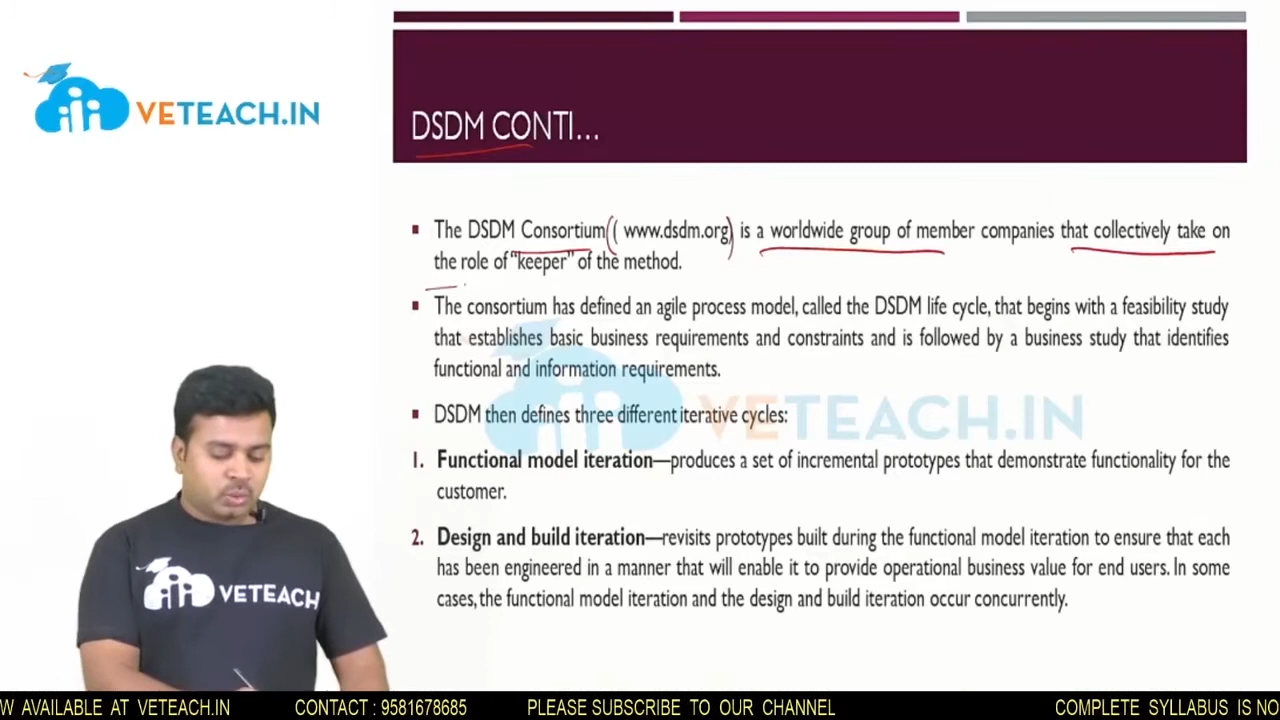 VETEACH.IN
DSDM CONTI...
▪ The DSDM Consortium( ( www.dsdm.org) is a worldwide group of member companies that collectively take on
the role of "keeper" of the method.
▪ The consortium has defined an agile process model, called the DSDM life cycle, that begins with a feasibility study
that establishes basic business requirements and constraints and is followed by a business study that identifies
functional and information requirements.
▪ DSDM then defines three different iterative cycles:
1. Functional model iteration—produces a set of incremental prototypes that demonstrate functionality for the
customer.
2. Design and build iteration—revisits prototypes built during the functional model iteration to ensure that each
has been engineered in a manner that will enable it to provide operational business value for end users. In some
cases, the functional model iteration and the design and build iteration occur concurrently.
VETEACH.IN
VETEACH
W AVAILABLE AT VETEACH.IN CONTACT : 9581678685 PLEASE SUBSCRIBE TO OUR CHANNEL COMPLETE SYLLABUS IS NO